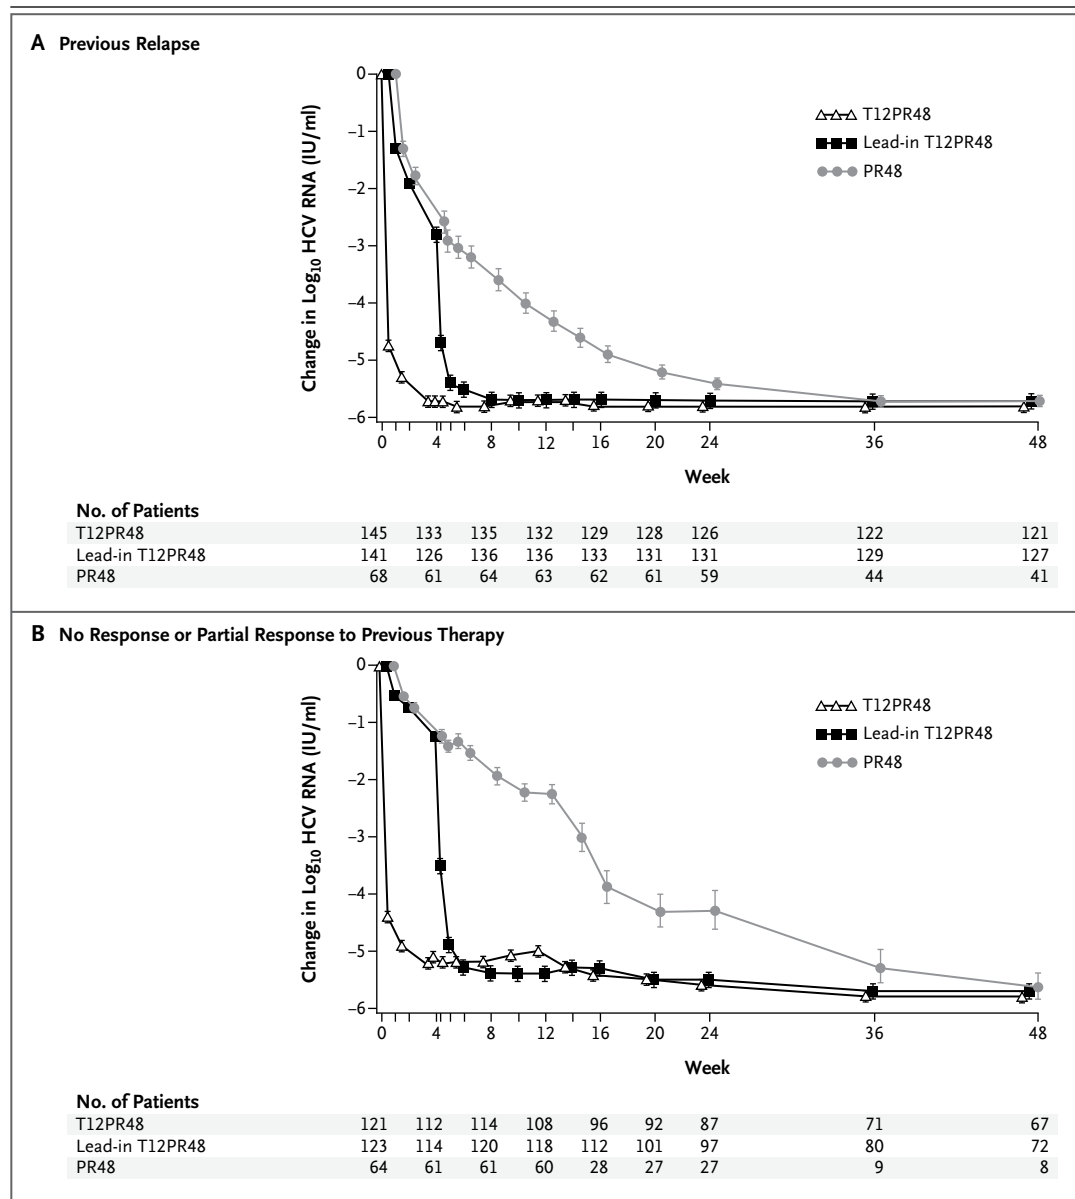 A Previous Relapse
Change in Log10 HCV RNA (IU/ml)
0
–1
–2
–3
–4
–5
–6
T12PR48
Lead-in T12PR48
PR48
0 4 8 12 16 20 24 36 48
Week
No. of Patients
T12PR48 145 133 135 132 129 128 126 122 121
Lead-in T12PR48 141 126 136 136 133 131 131 129 127
PR48 68 61 64 63 62 61 59 44 41
B No Response or Partial Response to Previous Therapy
Change in Log10 HCV RNA (IU/ml)
0
–1
–2
–3
–4
–5
–6
T12PR48
Lead-in T12PR48
PR48
0 4 8 12 16 20 24 36 48
Week
No. of Patients
T12PR48 121 112 114 108 96 92 87 71 67
Lead-in T12PR48 123 114 120 118 112 101 97 80 72
PR48 64 61 61 60 28 27 27 9 8